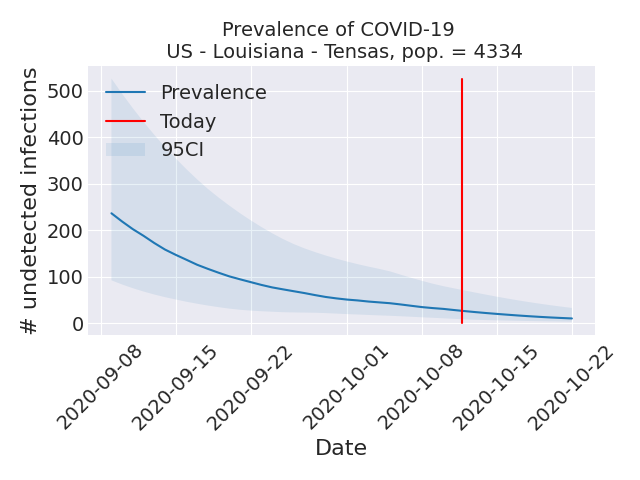 Prevalence of COVID-19
US - Louisiana - Tensas, pop. = 4334
# undetected infections
500
400
300
200
100
0
Prevalence
Today
95CI
2020-09-08
2020-09-15
2020-09-22
2020-10-01
2020-10-08
2020-10-15
2020-10-22
Date